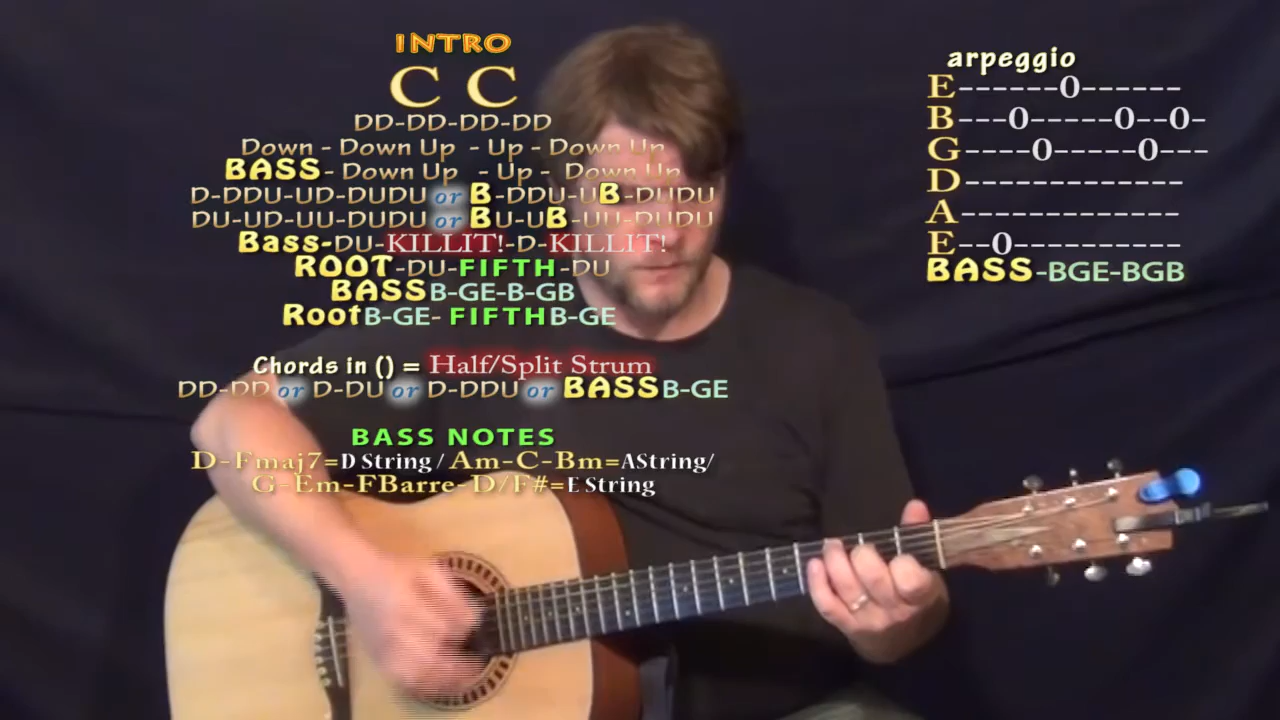 INTRO
C C
DD-DD-DD-DD
Down - Down Up - Up - Down Up
BASS - Down Up - Up - Down Up
D-DDU-UD-DUDU or B-DDU-UB-DUDU
DU-UD-UU-DUDU or BU-UB-UU-DUDU
Bass-DU-KILLIT!-D-KILLIT!
ROOT-DU-FIFTH-DU
BASSB-GE-B-GB
RootB-GE- FIFTHB-GE
Chords in () = Half/Split Strum
DD-DD or D-DU or D-DDU or BASSB-GE
BASS NOTES
D-Fmaj7=D String / Am-C-Bm=AString/
G-Em-FBarre-D/F#=E String
arpeggio
E------0------
B---0-----0--0-
G----0-----0---
D-------------
A-------------
E--0----------
BASS-BGE-BGB